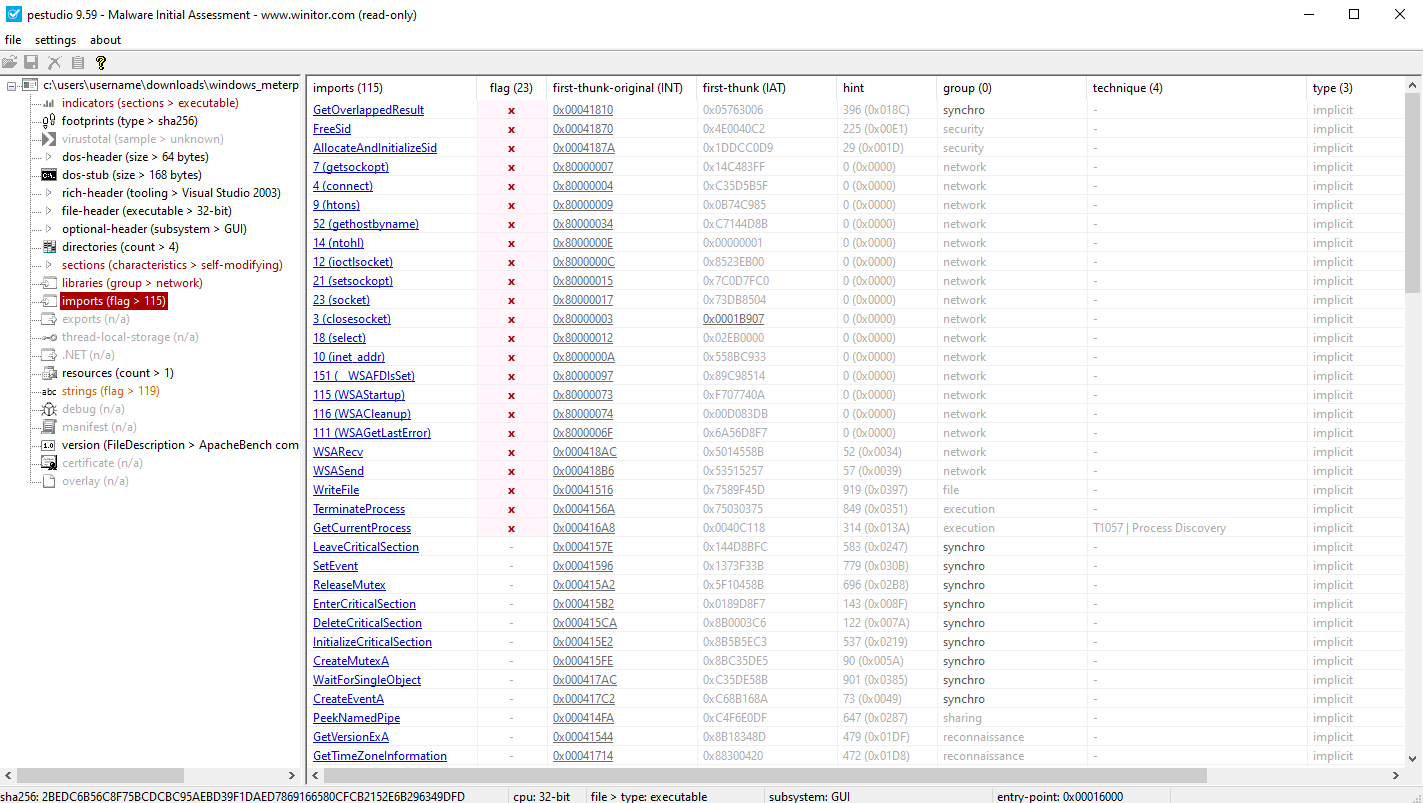 pestudio 9.59 - Malware Initial Assessment - www.winitor.com (read-only)
file settings about
c:\users\username\downloads\windows_meterp
indicators (sections > executable)
footprints (type > sha256)
virustotal (sample > unknown)
dos-header (size > 64 bytes)
dos-stub (size > 168 bytes)
rich-header (tooling > Visual Studio 2003)
file-header (executable > 32-bit)
optional-header (subsystem > GUI)
directories (count > 4)
sections (characteristics > self-modifying)
libraries (group > network)
imports (flag > 115)
exports (n/a)
thread-local-storage (n/a)
.NET (n/a)
resources (count > 1)
abc strings (flag > 119)
debug (n/a)
manifest (n/a)
1.0 version (FileDescription > ApacheBench com
certificate (n/a)
overlay (n/a)
imports (115) flag (23) first-thunk-original (INT) first-thunk (IAT) hint group (0) technique (4) type (3)
GetOverlappedResult x 0x00041810 0x05763006 396 (0x018C) synchro - implicit
FreeSid x 0x00041870 0x4E0040C2 225 (0x00E1) security - implicit
AllocateAndInitializeSid x 0x0004187A 0x1DDCC0D9 29 (0x001D) security - implicit
7 (getsockopt) x 0x80000007 0x14C483FF 0 (0x0000) network - implicit
4 (connect) x 0x80000004 0xC35D5B5F 0 (0x0000) network - implicit
9 (htons) x 0x80000009 0x0B74C985 0 (0x0000) network - implicit
52 (gethostbyname) x 0x80000034 0xC7144D8B 0 (0x0000) network - implicit
14 (ntohl) x 0x8000000E 0x00000001 0 (0x0000) network - implicit
12 (ioctlsocket) x 0x8000000C 0x8523EB00 0 (0x0000) network - implicit
21 (setsockopt) x 0x80000015 0x7C0D7FC0 0 (0x0000) network - implicit
23 (socket) x 0x80000017 0x73DB8504 0 (0x0000) network - implicit
3 (closesocket) x 0x80000003 0x0001B907 0 (0x0000) network - implicit
18 (select) x 0x80000012 0x02EB0000 0 (0x0000) network - implicit
10 (inet_addr) x 0x8000000A 0x558BC933 0 (0x0000) network - implicit
151 (__WSAFDIsSet) x 0x80000097 0x89C98514 0 (0x0000) network - implicit
115 (WSAStartup) x 0x80000073 0xF707740A 0 (0x0000) network - implicit
116 (WSACleanup) x 0x80000074 0x00D083DB 0 (0x0000) network - implicit
111 (WSAGetLastError) x 0x8000006F 0x6A56D8F7 0 (0x0000) network - implicit
WSARecv x 0x000418AC 0x5014558B 52 (0x0034) network - implicit
WSASend x 0x000418B6 0x53515257 57 (0x0039) network - implicit
WriteFile x 0x00041516 0x7589F45D 919 (0x0397) file - implicit
TerminateProcess x 0x0004156A 0x75030375 849 (0x0351) execution - implicit
GetCurrentProcess x 0x000416A8 0x0040C118 314 (0x013A) execution T1057 | Process Discovery implicit
LeaveCriticalSection - 0x0004157E 0x144D8BFC 583 (0x0247) synchro - implicit
SetEvent - 0x00041596 0x1373F33B 779 (0x030B) synchro - implicit
ReleaseMutex - 0x000415A2 0x5F10458B 696 (0x02B8) synchro - implicit
EnterCriticalSection - 0x000415B2 0x0189D8F7 143 (0x008F) synchro - implicit
DeleteCriticalSection - 0x000415CA 0x8B0003C6 122 (0x007A) synchro - implicit
InitializeCriticalSection - 0x000415E2 0x8B5B5EC3 537 (0x0219) synchro - implicit
CreateMutexA - 0x000415FE 0x8BC35DE5 90 (0x005A) synchro - implicit
WaitForSingleObject - 0x000417AC 0xC35DE58B 901 (0x0385) synchro - implicit
CreateEventA - 0x000417C2 0xC68B168A 73 (0x0049) synchro - implicit
PeekNamedPipe - 0x000414FA 0xC4F6E0DF 647 (0x0287) sharing - implicit
GetVersionExA - 0x00041544 0x8B18348D 479 (0x01DF) reconnaissance - implicit
GetTimeZoneInformation - 0x00041714 0x88300420 472 (0x01D8) reconnaissance - implicit
sha256: 2BEDC6B56C8F75BCDCBC95AEBD39F1DAED7869166580CFCB2152E6B296349DFD cpu: 32-bit file > type: executable subsystem: GUI entry-point: 0x00016000